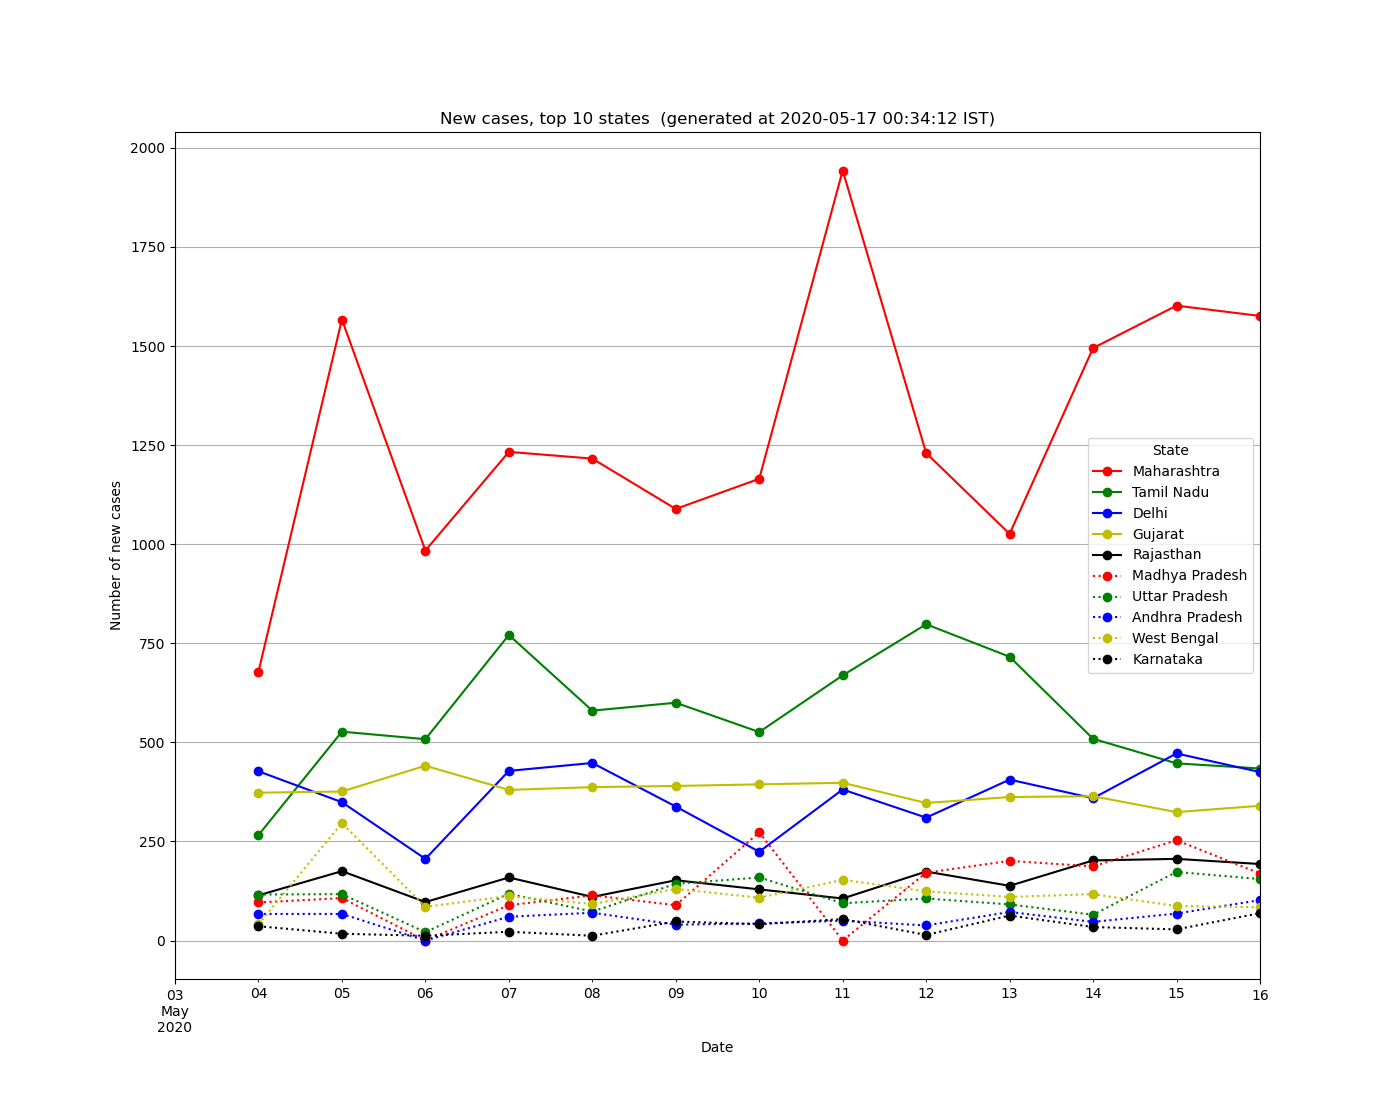 New cases, top 10 states  (generated at 2020-05-17 00:34:12 IST)
2000
1750
1500
1250
1000
750
500
250
0
Number of new cases
State
Maharashtra
Tamil Nadu
Delhi
Gujarat
Rajasthan
Madhya Pradesh
Uttar Pradesh
Andhra Pradesh
West Bengal
Karnataka
03 04 05 06 07 08 09 10 11 12 13 14 15 16
May
2020
Date